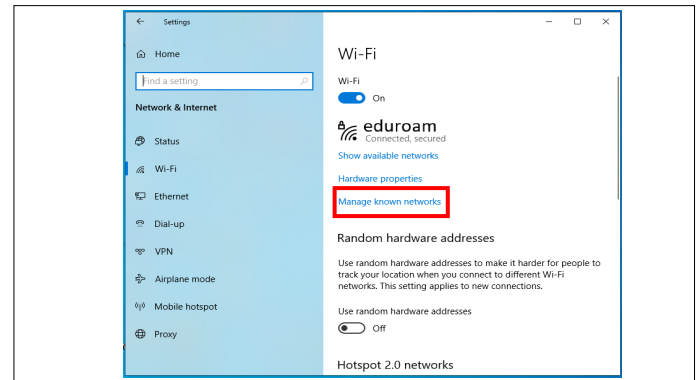 Settings
Home
Find a setting
Network & Internet
Status
Wi-Fi
Ethernet
Dial-up
VPN
Airplane mode
Mobile hotspot
Proxy
Wi-Fi
Wi-Fi
On
eduroam
Connected, secured
Show available networks
Hardware properties
Manage known networks
Random hardware addresses
Use random hardware addresses to make it harder for people to
track your location when you connect to different Wi-Fi
networks. This setting applies to new connections.
Use random hardware addresses
Off
Hotspot 2.0 networks